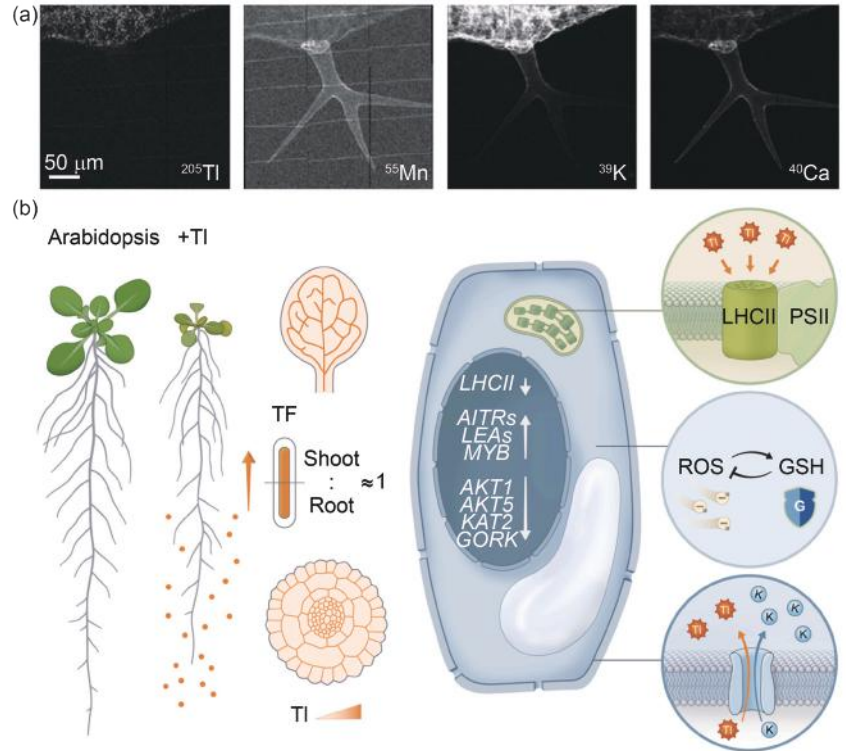 (a)
50 µm
²⁰⁵Tl
⁵⁵Mn
³⁹K
⁴⁰Ca
(b)
Arabidopsis +Tl
TF
Shoot
:
Root
≈1
Tl
LHCII
AITRs
LEAs
MYB
AKT1
AKT5
KAT2
GORK
Tl Tl Tl
LHCII PSII
ROS GSH
G
Tl Tl K K K K
Tl K